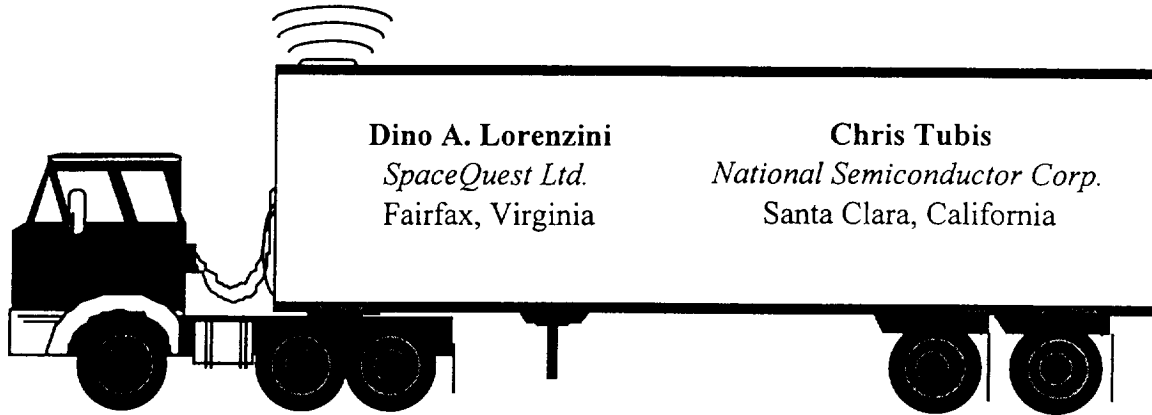 Dino A. Lorenzini
SpaceQuest Ltd.
Fairfax, Virginia
Chris Tubis
National Semiconductor Corp.
Santa Clara, California